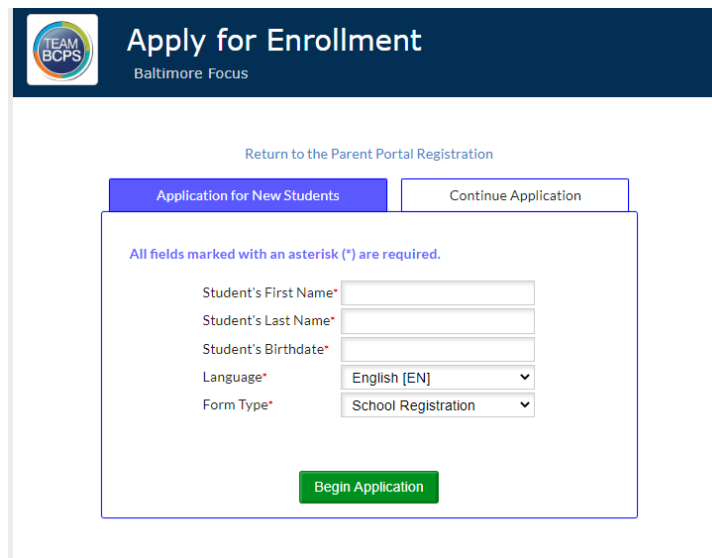 TEAM
BCPS
Apply for Enrollment
Baltimore Focus
Return to the Parent Portal Registration
Application for New Students
Continue Application
All fields marked with an asterisk (*) are required.
Student's First Name*
Student's Last Name*
Student's Birthdate*
Language* English [EN]
Form Type* School Registration
Begin Application